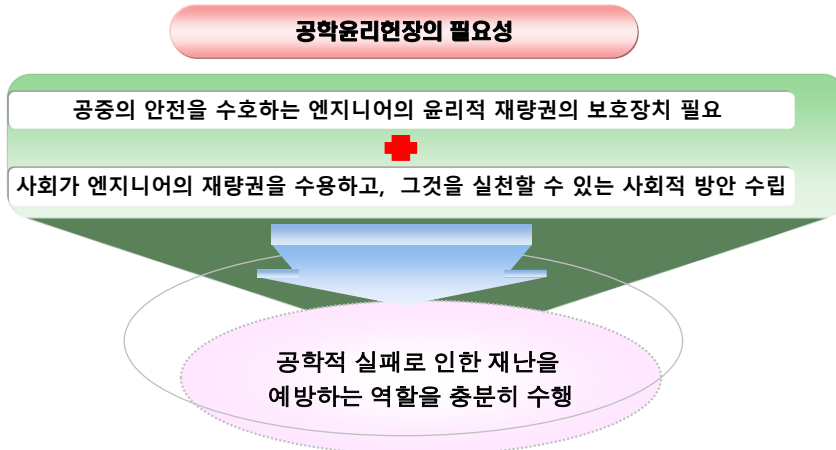 공학윤리헌장의 필요성
공중의 안전을 수호하는 엔지니어의 윤리적 재량권의 보호장치 필요
사회가 엔지니어의 재량권을 수용하고, 그것을 실천할 수 있는 사회적 방안 수립
공학적 실패로 인한 재난을
예방하는 역할을 충분히 수행